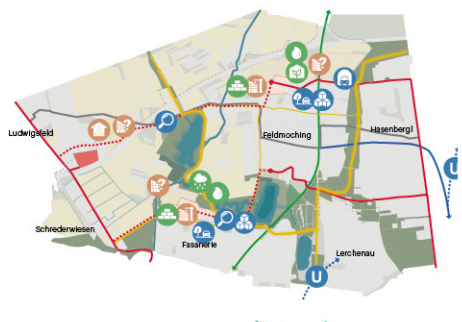 Ludwigsfeld
Feldmoching
Hasenbergl
U
Schrederwiesen
Fasanerie
Lerchenau
U